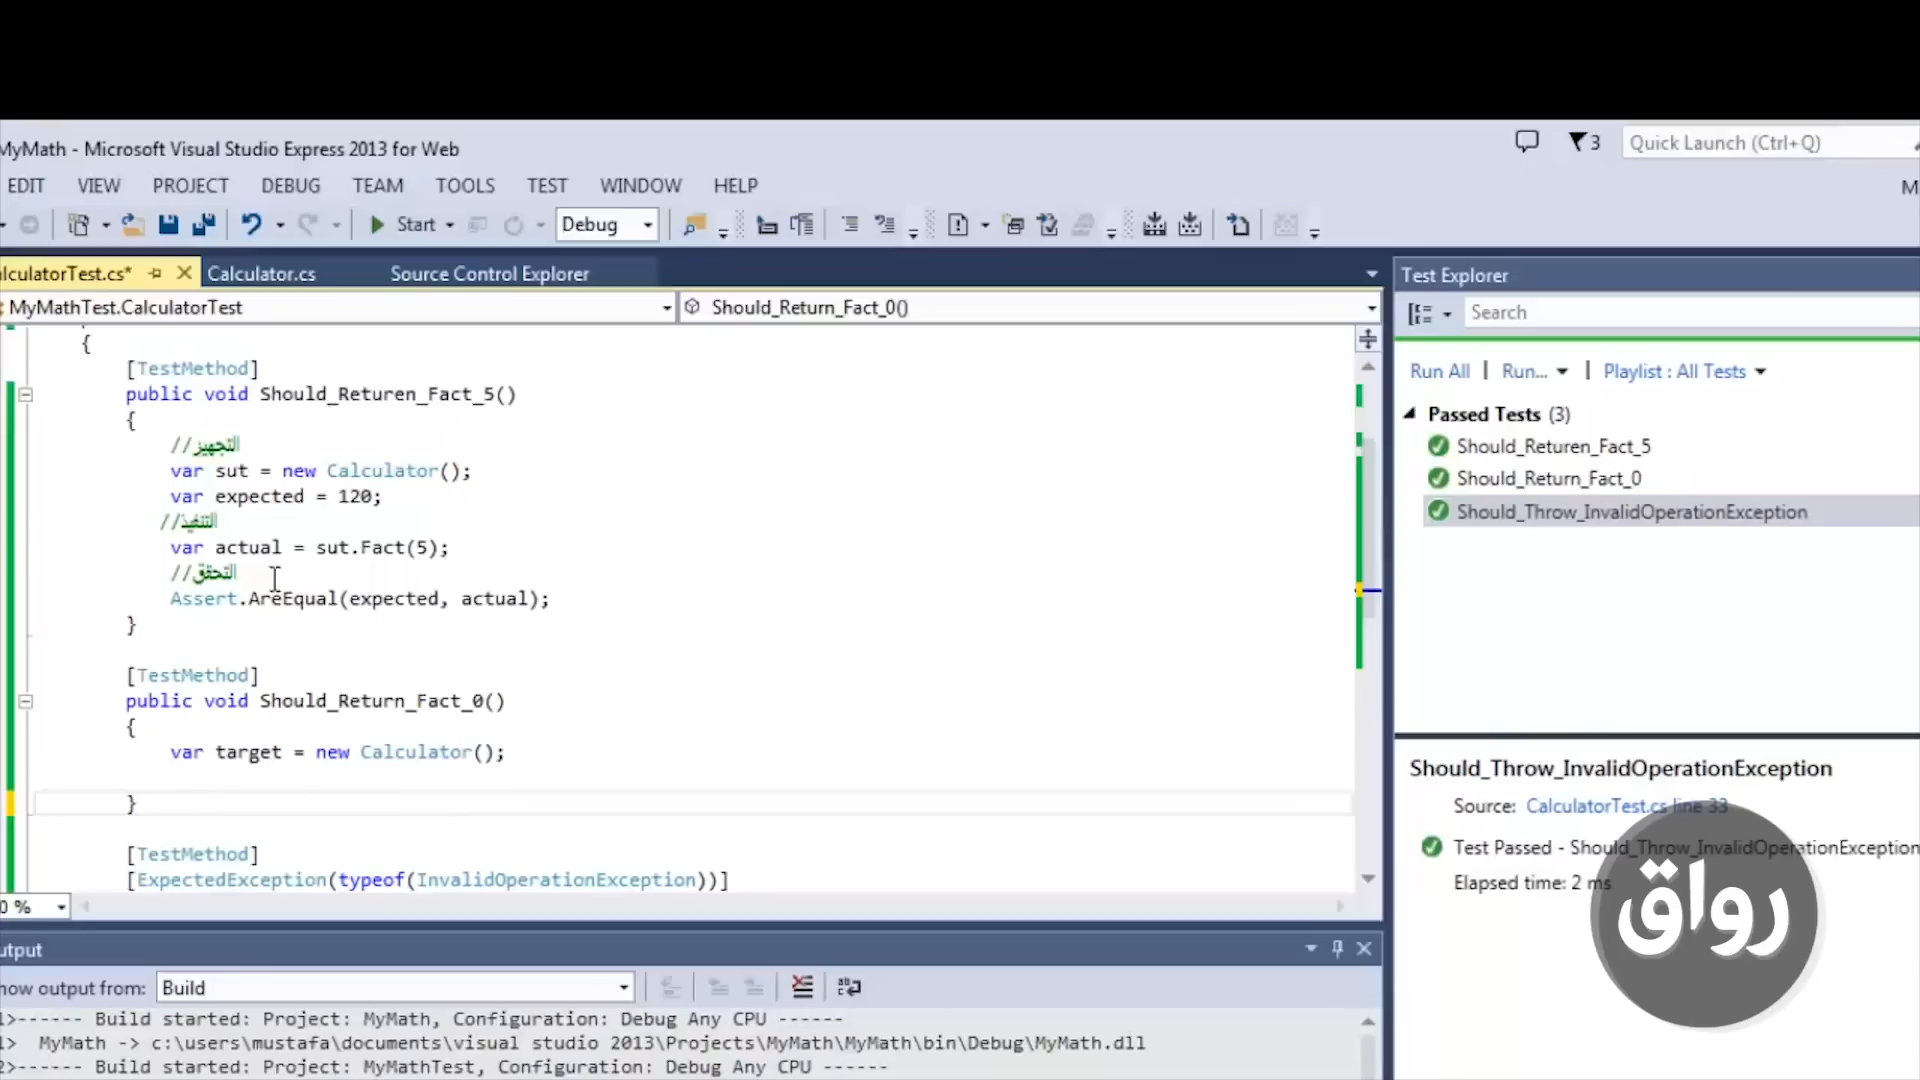 MyMath - Microsoft Visual Studio Express 2013 for Web
3
Quick Launch (Ctrl+Q)
EDIT VIEW PROJECT DEBUG TEAM TOOLS TEST WINDOW HELP
M
Start Debug
lculatorTest.cs* Calculator.cs Source Control Explorer
MyMathTest.CalculatorTest Should_Return_Fact_0()
{
[TestMethod]
public void Should_Returen_Fact_5()
{
//التجهيز
var sut = new Calculator();
var expected = 120;
//التنفيذ
var actual = sut.Fact(5);
//التحقق
Assert.AreEqual(expected, actual);
}
[TestMethod]
public void Should_Return_Fact_0()
{
var target = new Calculator();
}
[TestMethod]
[ExpectedException(typeof(InvalidOperationException))]
0 %
Test Explorer
Search
Run All | Run... | Playlist : All Tests
Passed Tests (3)
Should_Returen_Fact_5
Should_Return_Fact_0
Should_Throw_InvalidOperationException
Should_Throw_InvalidOperationException
Source: CalculatorTest.cs line 33
Test Passed - Should_Throw_InvalidOperationException
Elapsed time: 2 ms
رواق
utput
how output from: Build
1>------ Build started: Project: MyMath, Configuration: Debug Any CPU ------
1> MyMath -> c:\users\mustafa\documents\visual studio 2013\Projects\MyMath\MyMath\bin\Debug\MyMath.dll
2>------ Build started: Project: MyMathTest, Configuration: Debug Any CPU ------